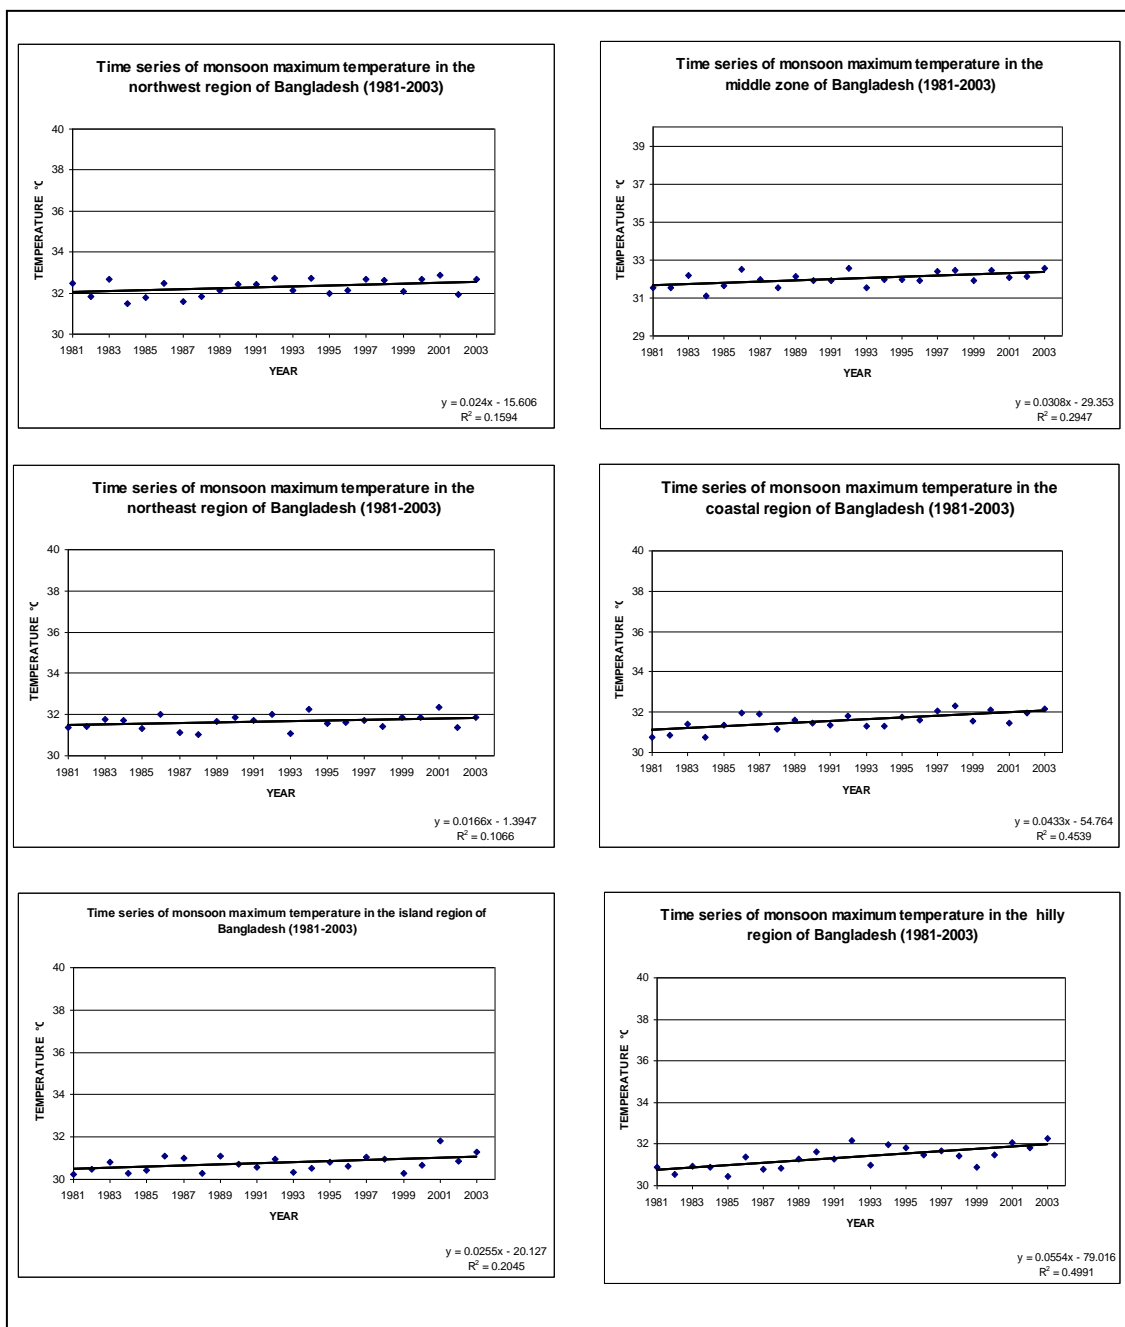 Time series of monsoon maximum temperature in the
northwest region of Bangladesh (1981-2003)
40
38
36
34
32
30
TEMPERATURE °C
1981 1983 1985 1987 1989 1991 1993 1995 1997 1999 2001 2003
YEAR
y = 0.024x - 15.606
R² = 0.1594
Time series of monsoon maximum temperature in the
middle zone of Bangladesh (1981-2003)
39
37
35
33
31
29
TEMPERATURE °C
1981 1983 1985 1987 1989 1991 1993 1995 1997 1999 2001 2003
YEAR
y = 0.0308x - 29.353
R² = 0.2947
Time series of monsoon maximum temperature in the
northeast region of Bangladesh (1981-2003)
40
38
36
34
32
30
TEMPERATURE °C
1981 1983 1985 1987 1989 1991 1993 1995 1997 1999 2001 2003
YEAR
y = 0.0166x - 1.3947
R² = 0.1066
Time series of monsoon maximum temperature in the
coastal region of Bangladesh (1981-2003)
40
38
36
34
32
30
TEMPERATURE °C
1981 1983 1985 1987 1989 1991 1993 1995 1997 1999 2001 2003
YEAR
y = 0.0433x - 54.764
R² = 0.4539
Time series of monsoon maximum temperature in the island region of
Bangladesh (1981-2003)
40
38
36
34
32
30
TEMPERATURE °C
1981 1983 1985 1987 1989 1991 1993 1995 1997 1999 2001 2003
YEAR
y = 0.0255x - 20.127
R² = 0.2045
Time series of monsoon maximum temperature in the hilly
region of Bangladesh (1981-2003)
40
38
36
34
32
30
TEMPERATURE °C
1981 1983 1985 1987 1989 1991 1993 1995 1997 1999 2001 2003
YEAR
y = 0.0554x - 79.016
R² = 0.4991